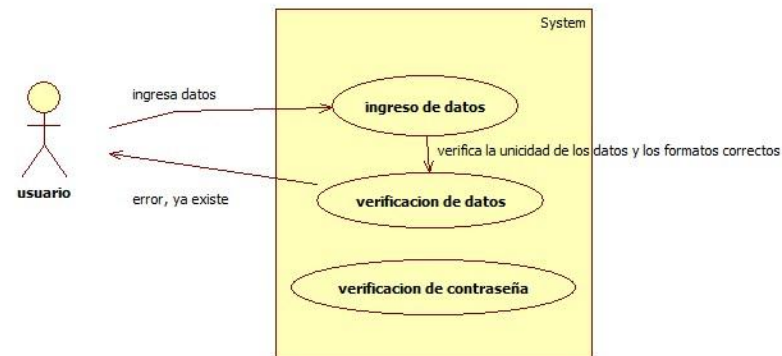 System
ingresa datos
ingreso de datos
verifica la unicidad de los datos y los formatos correctos
usuario
error, ya existe
verificacion de datos
verificacion de contraseña